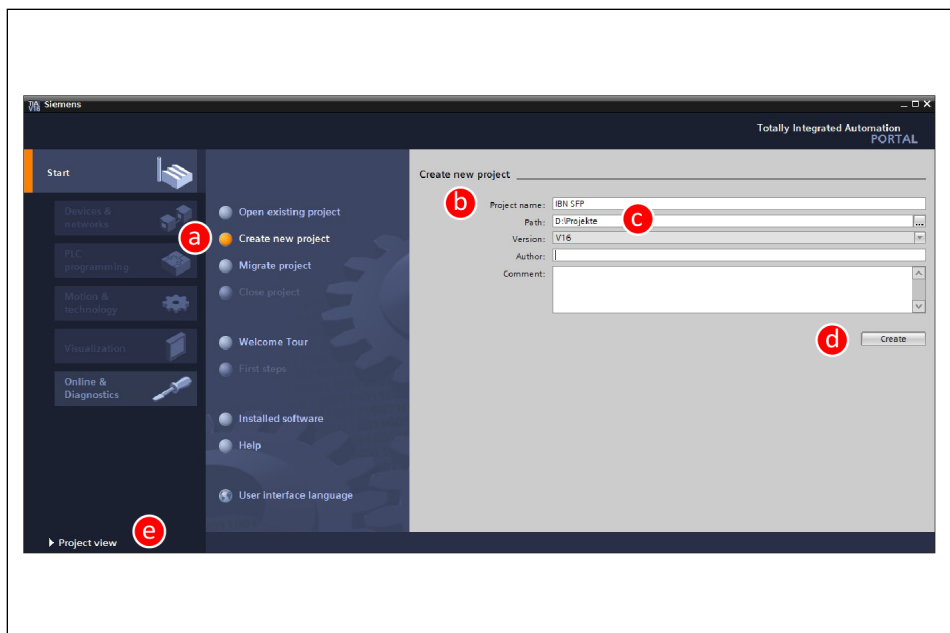 Siemens
Totally Integrated Automation
PORTAL
Start
Devices &
networks
PLC
programming
Motion &
technology
Visualization
Online &
Diagnostics
Project view
e
a
Open existing project
Create new project
Migrate project
Close project
Welcome Tour
First steps
Installed software
Help
User interface language
Create new project
b
Project name: IBN SFP
Path: D:\Projekte ...
c
Version: V16
Author:
Comment:
d
Create